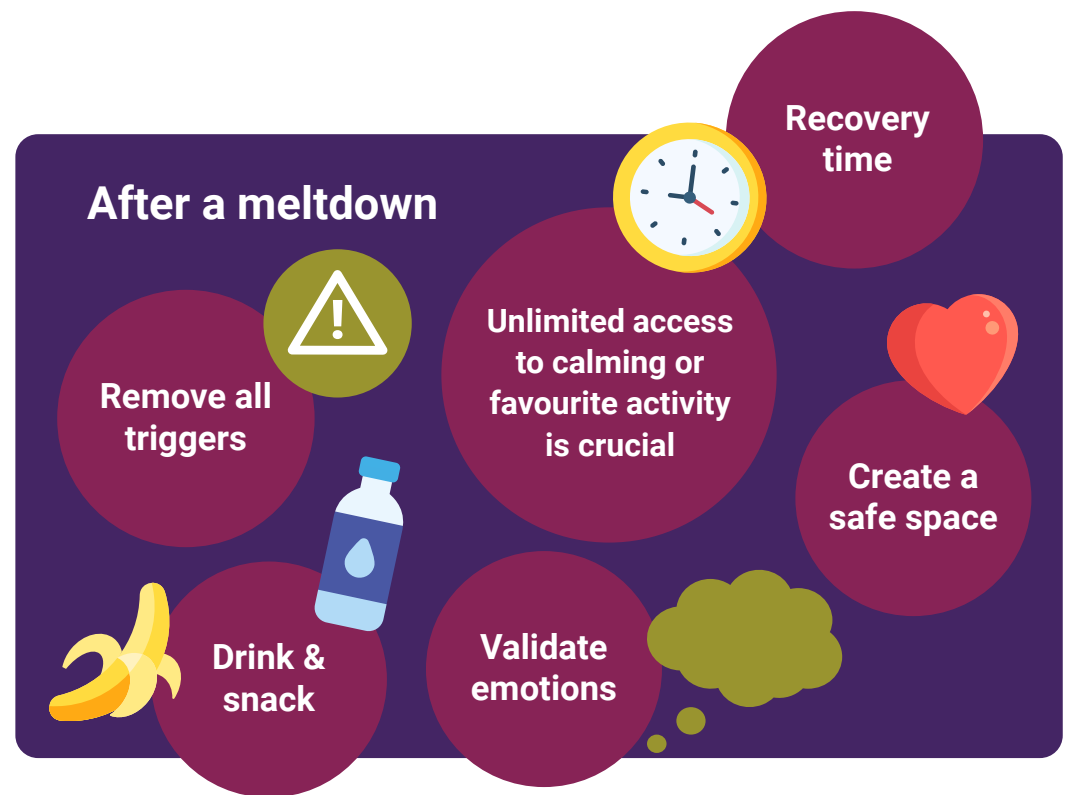 Recovery
time
After a meltdown
Unlimited access
to calming or
favourite activity
is crucial
Remove all
triggers
Create a
safe space
Drink &
snack
Validate
emotions